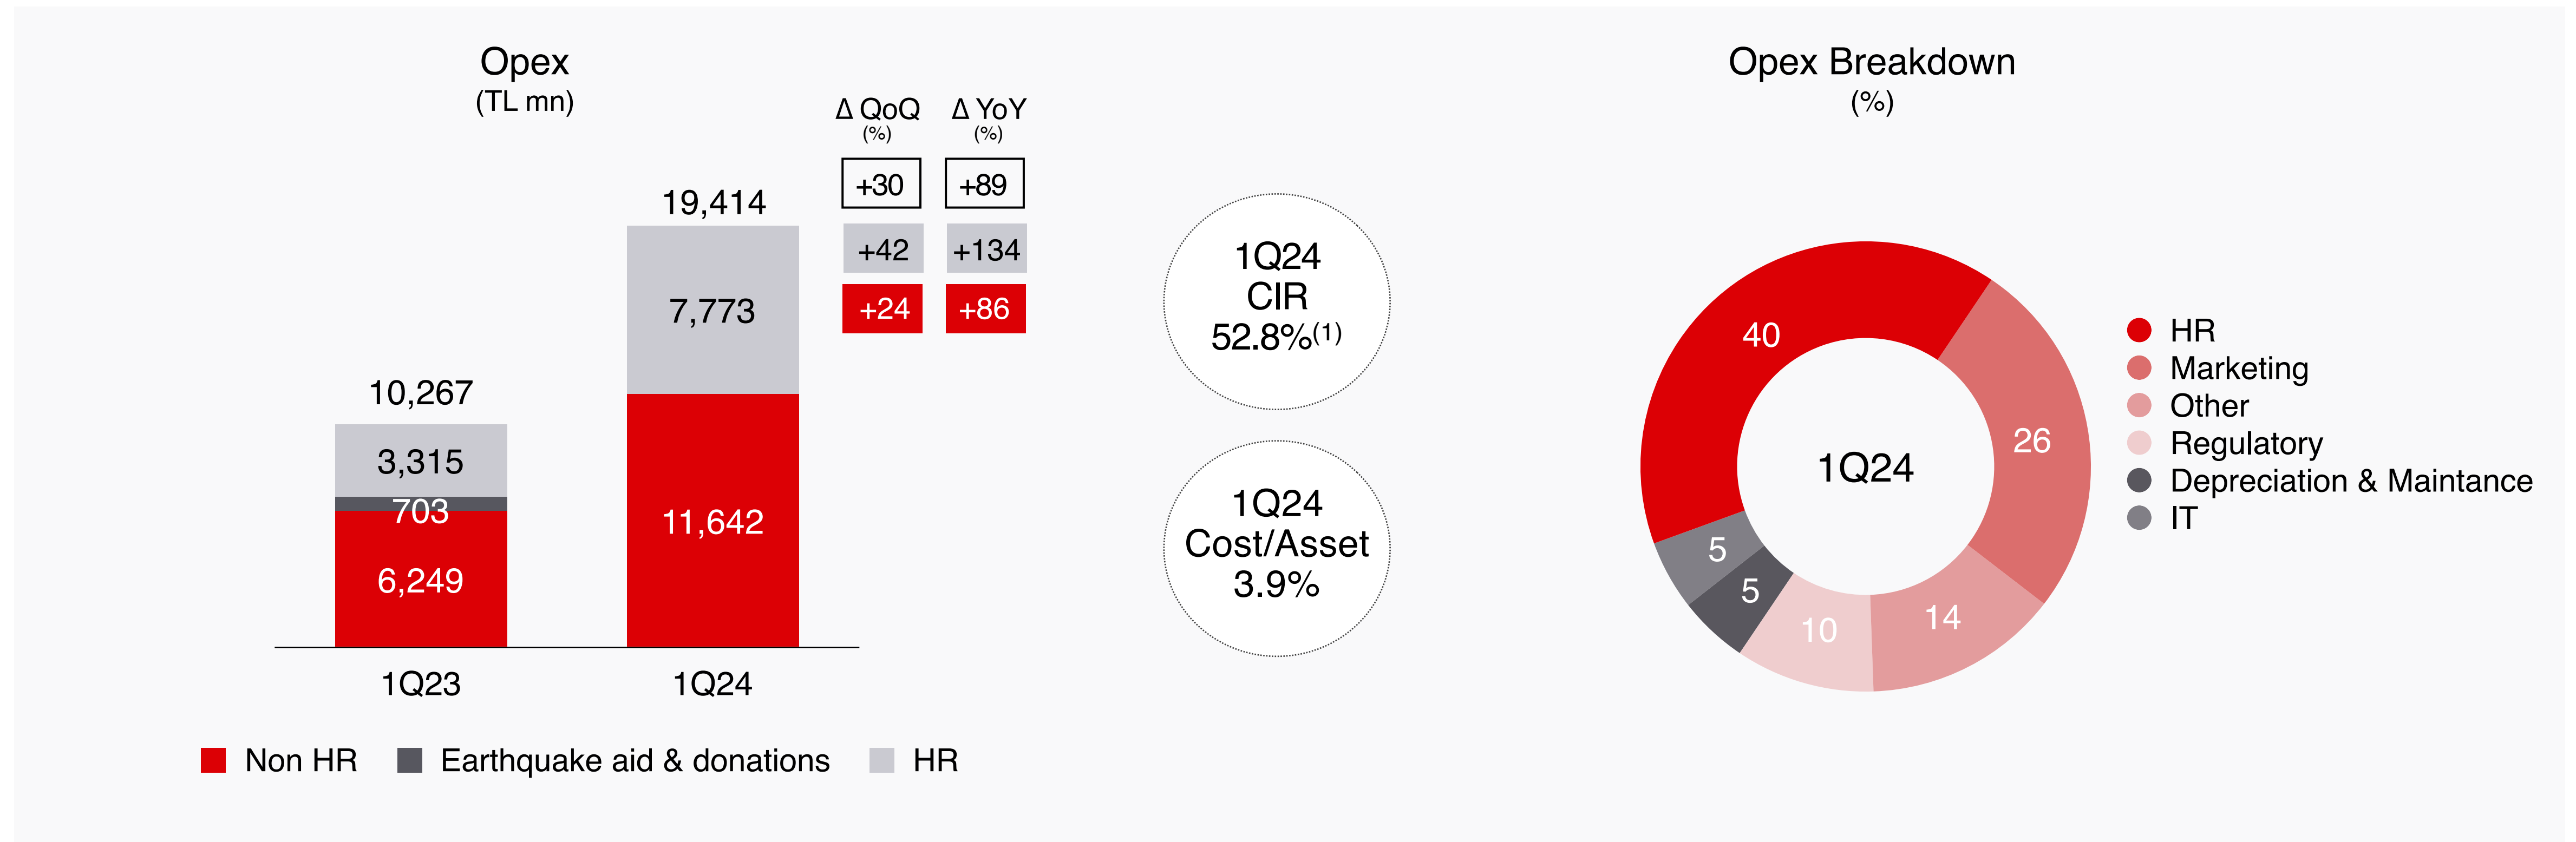 Opex
(TL mn)
Δ QoQ
(%)
Δ YoY
(%)
+30
+89
+42
+134
+24
+86
10,267
3,315
703
6,249
19,414
7,773
11,642
1Q23
1Q24
Non HR
Earthquake aid & donations
HR
1Q24
CIR
52.8%(1)
1Q24
Cost/Asset
3.9%
Opex Breakdown
(%)
40
26
14
10
5
5
1Q24
HR
Marketing
Other
Regulatory
Depreciation & Maintance
IT